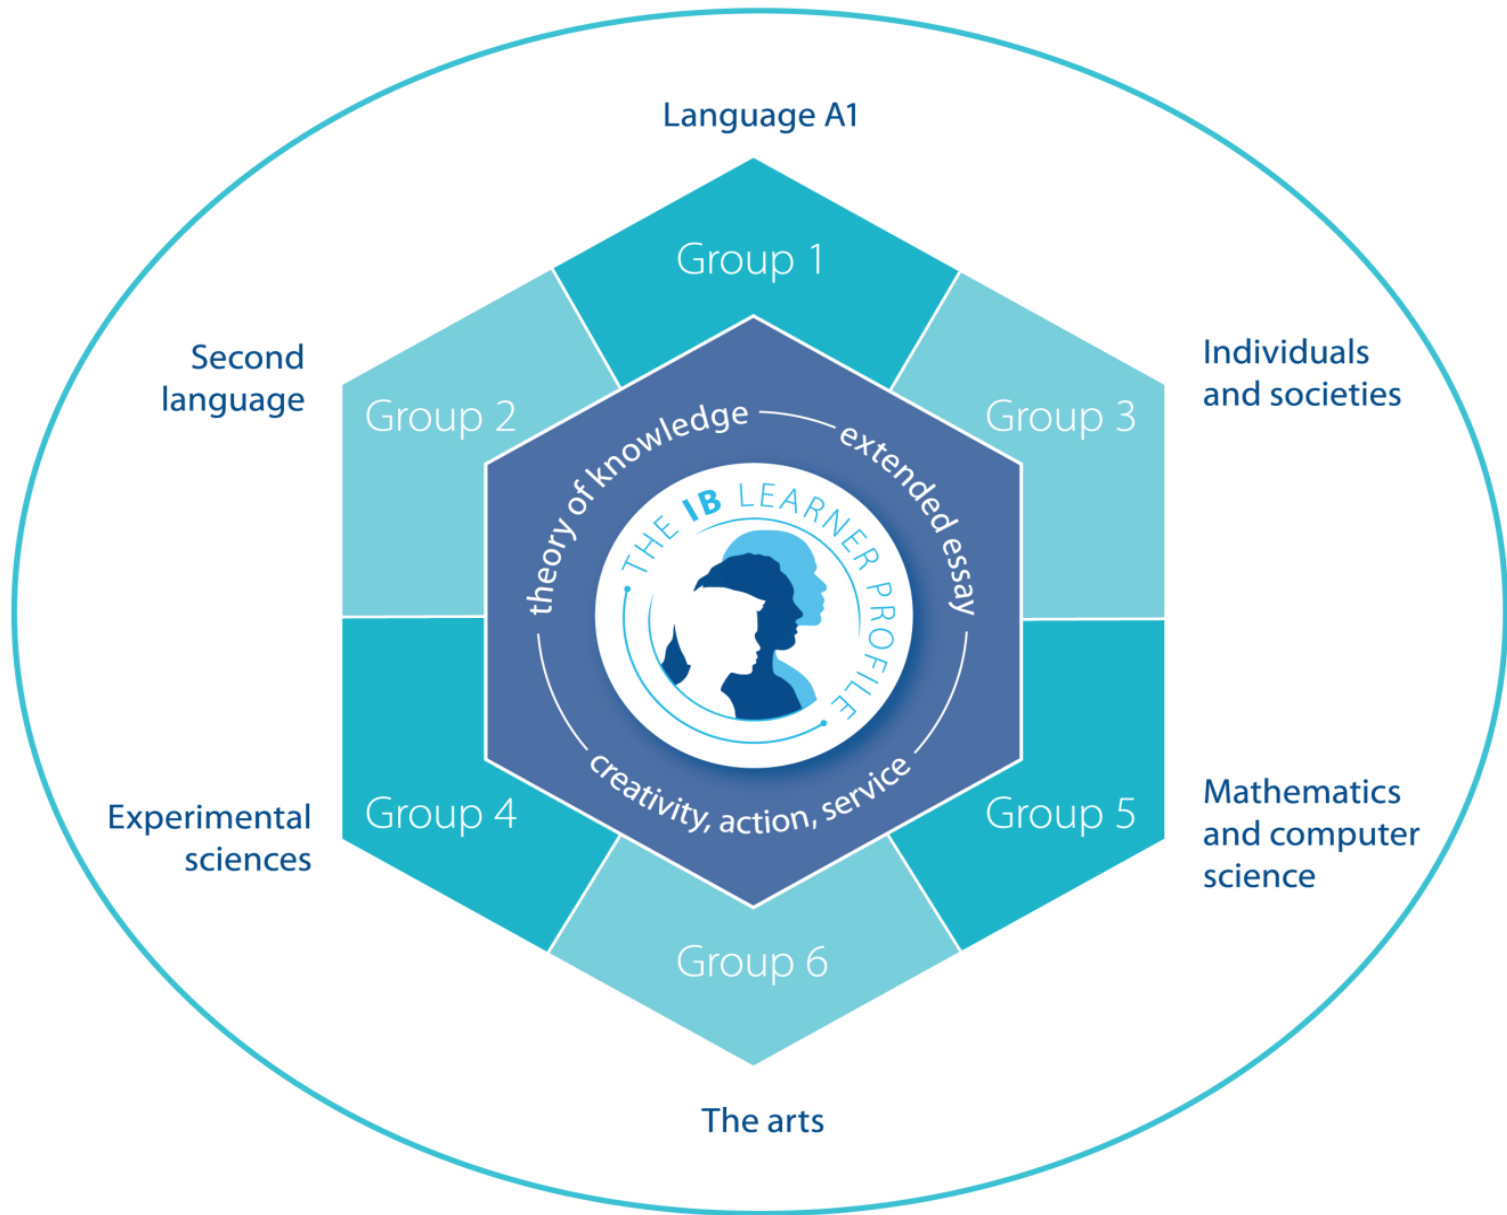 Language A1
Group 1
Second
language
Group 2
Group 3
Individuals
and societies
theory of knowledge
extended essay
THE IB LEARNER PROFILE
creativity, action, service
Experimental
sciences
Group 4
Group 5
Mathematics
and computer
science
Group 6
The arts